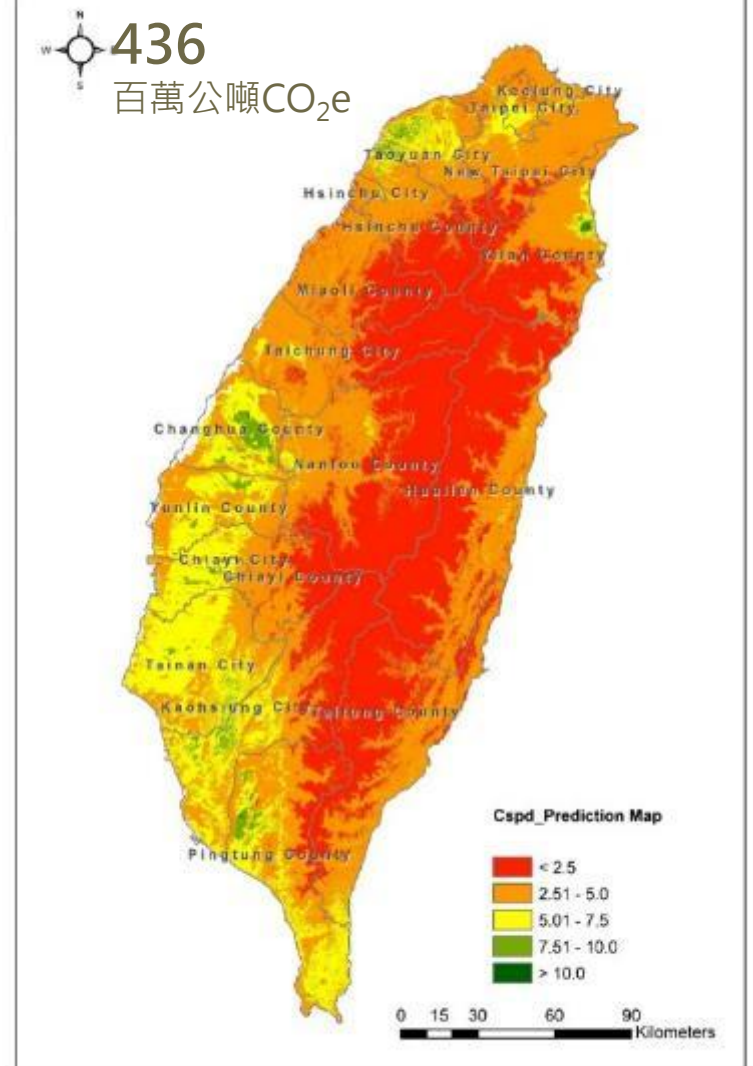 N
W
S
436
百萬公噸CO₂e
Keelung City
Taipei City
Taoyuan City
New Taipei City
Hsinchu City
Hsinchu County
Yilan County
Miaoli County
Taichung City
Changhua County
Nantou County
Hualien County
Yunlin County
Chiayi City
Chiayi County
Tainan City
Kaohsiung City
Taitung County
Pingtung County
Cspd_Prediction Map
< 2.5
2.51 - 5.0
5.01 - 7.5
7.51 - 10.0
> 10.0
0 15 30 60 90
Kilometers